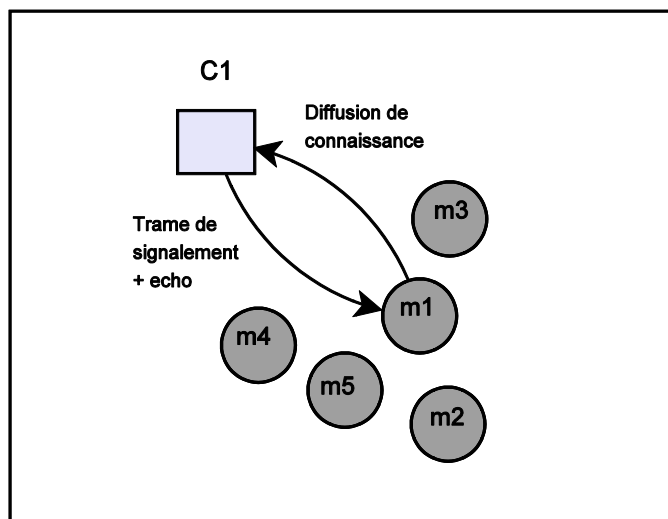 C1
Diffusion de
connaissance
m3
Trame de
signalement
+ echo
m1
m4
m5
m2